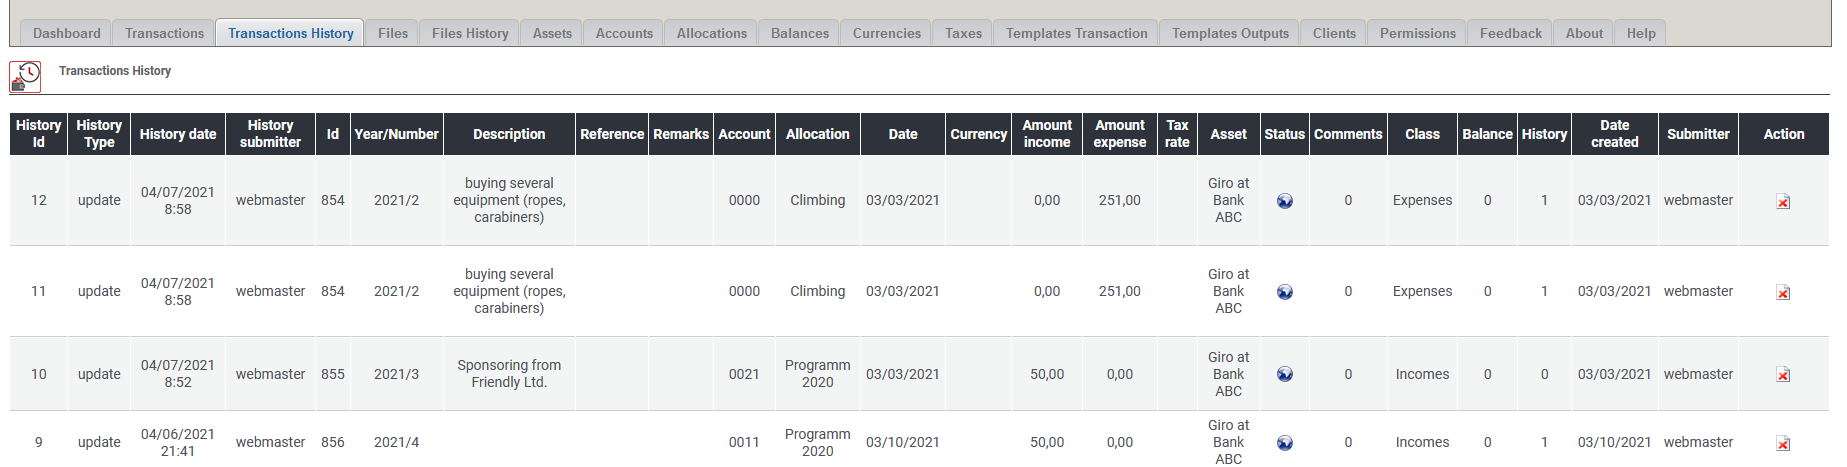 Dashboard Transactions Transactions History Files Files History Assets Accounts Allocations Balances Currencies Taxes Templates Transaction Templates Outputs Clients Permissions Feedback About Help
Transactions History
History Id History Type History date History submitter Id Year/Number Description Reference Remarks Account Allocation Date Currency Amount income Amount expense Tax rate Asset Status Comments Class Balance History Date created Submitter Action
12 update 04/07/2021 8:58 webmaster 854 2021/2 buying several equipment (ropes, carabiners) 0000 Climbing 03/03/2021 0,00 251,00 Giro at Bank ABC 0 Expenses 0 1 03/03/2021 webmaster
11 update 04/07/2021 8:58 webmaster 854 2021/2 buying several equipment (ropes, carabiners) 0000 Climbing 03/03/2021 0,00 251,00 Giro at Bank ABC 0 Expenses 0 1 03/03/2021 webmaster
10 update 04/07/2021 8:52 webmaster 855 2021/3 Sponsoring from Friendly Ltd. 0021 Programm 2020 03/03/2021 50,00 0,00 Giro at Bank ABC 0 Incomes 0 0 03/03/2021 webmaster
9 update 04/06/2021 21:41 webmaster 856 2021/4 0011 Programm 2020 03/10/2021 50,00 0,00 Giro at Bank ABC 0 Incomes 0 1 03/10/2021 webmaster